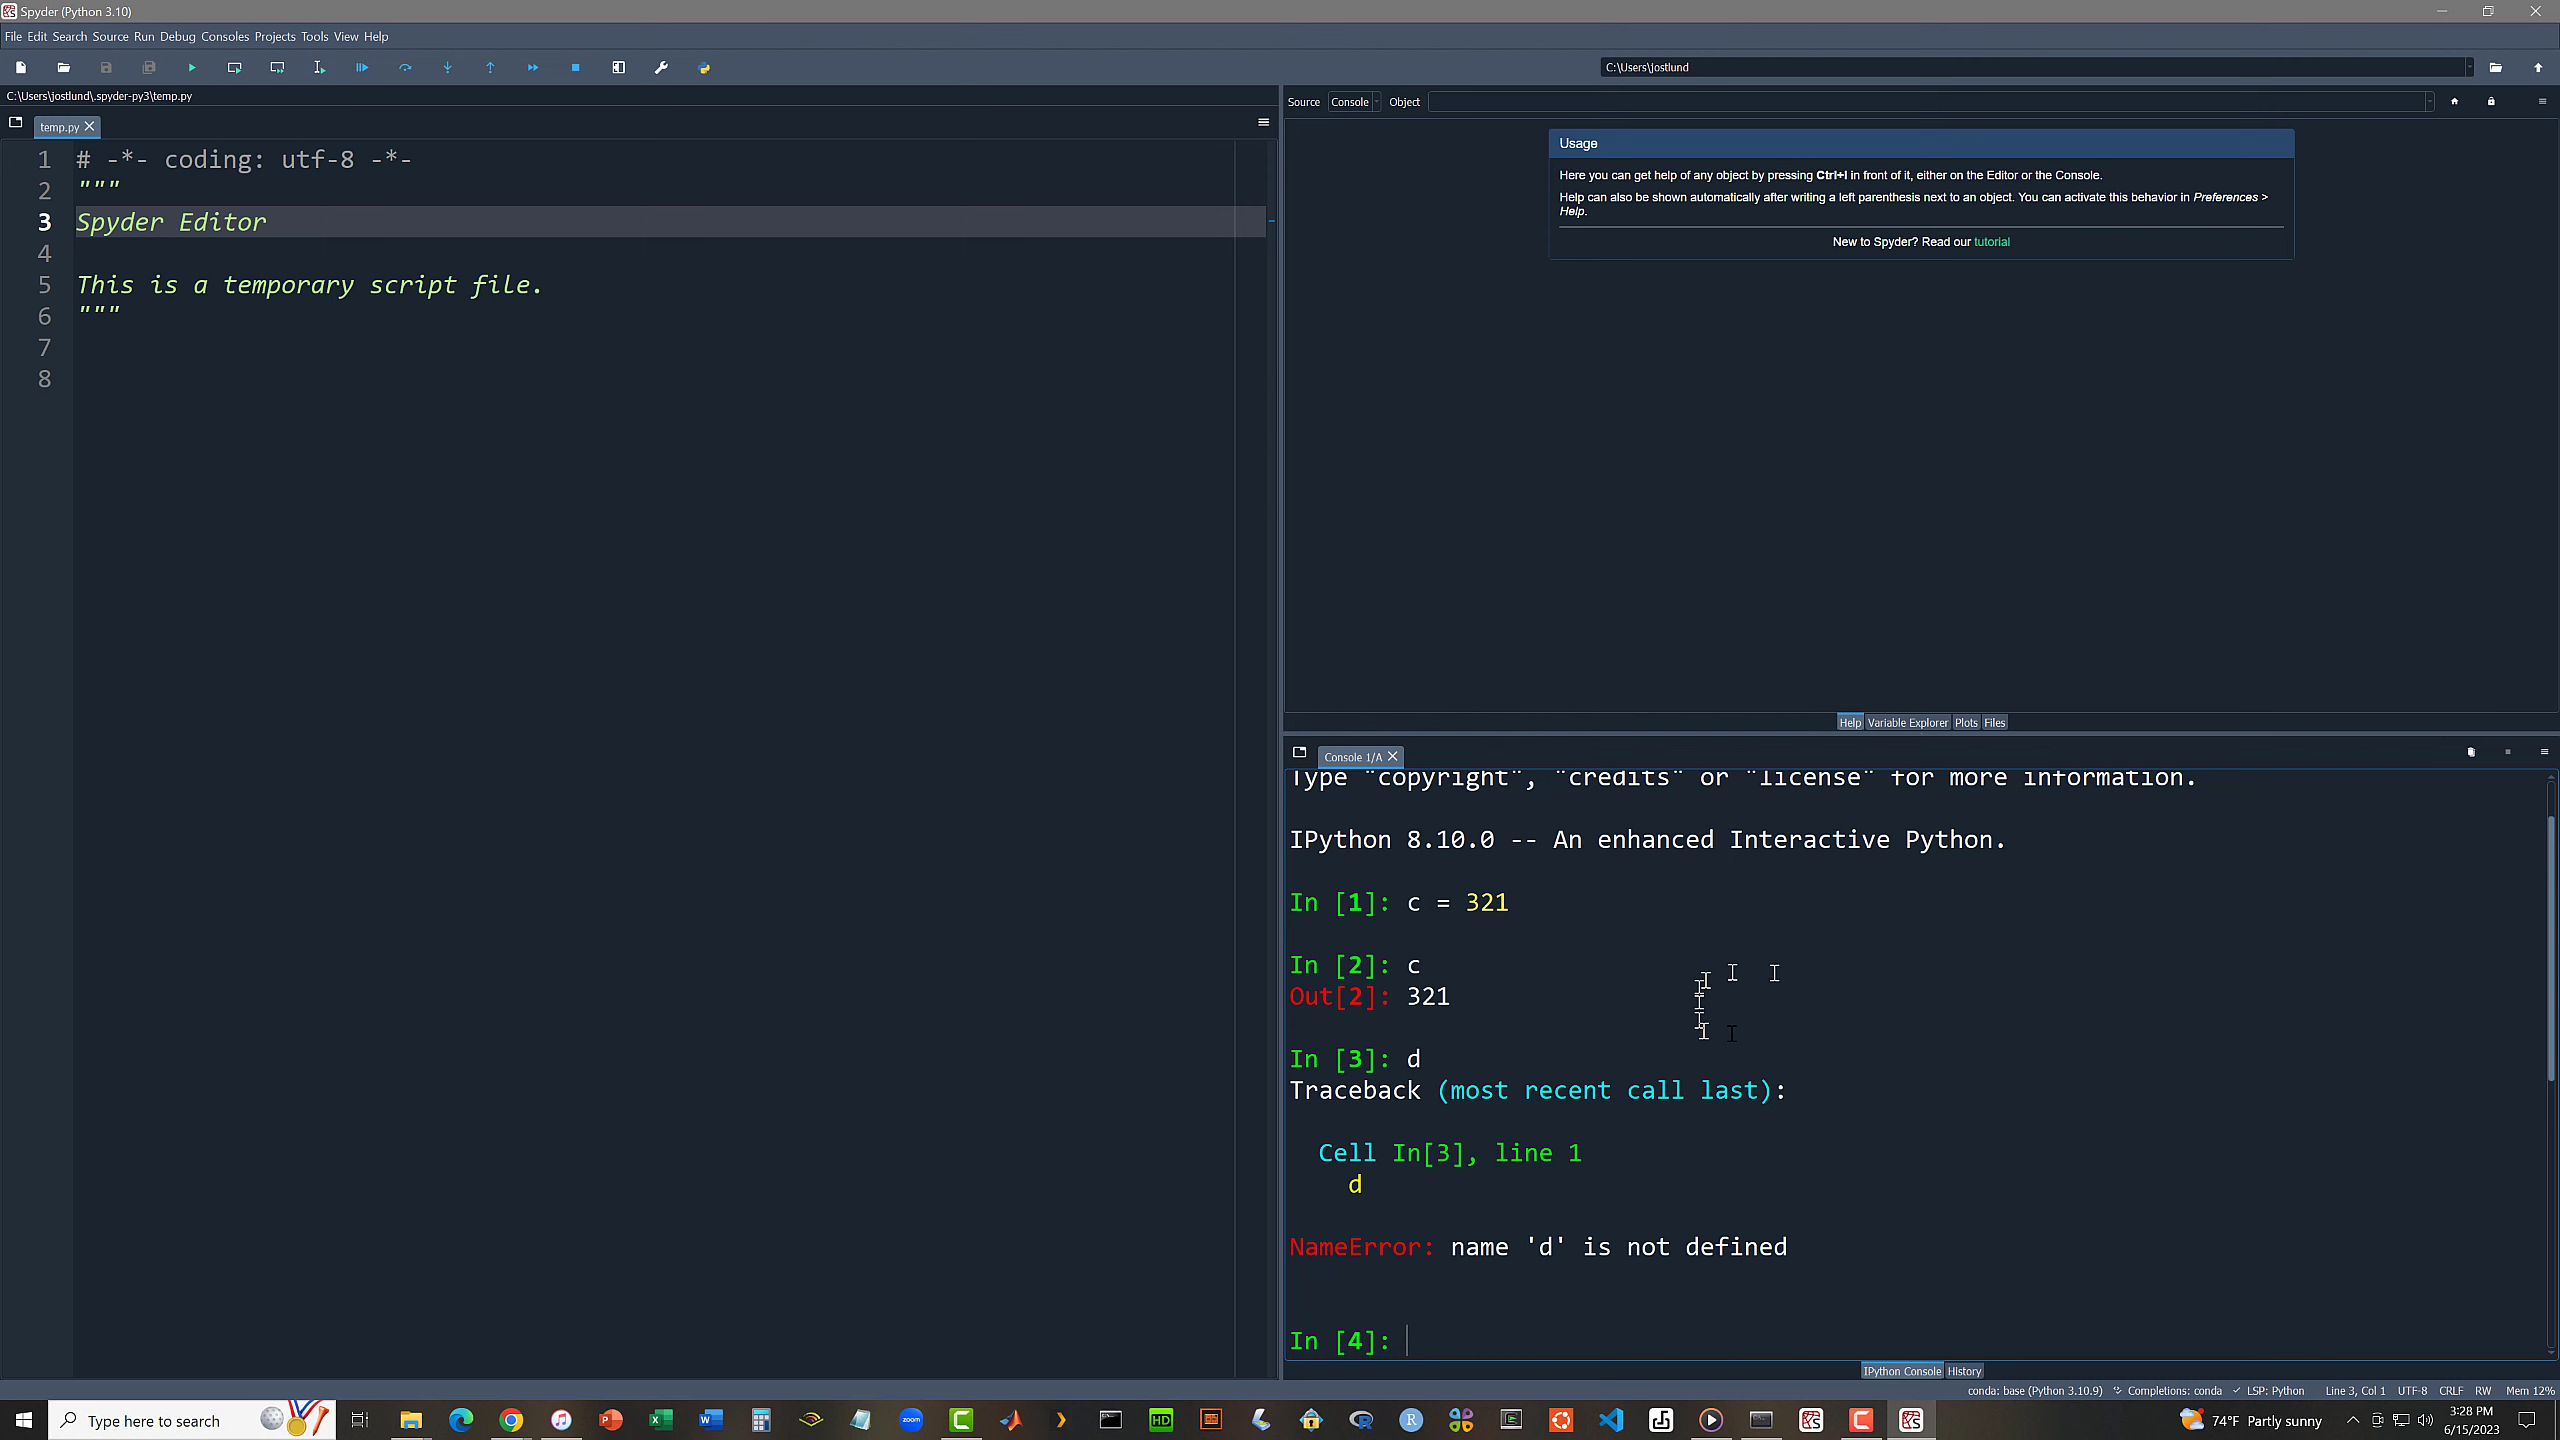 Spyder (Python 3.10)
File Edit Search Source Run Debug Consoles Projects Tools View Help
C:\Users\jostlund
C:\Users\jostlund\.spyder-py3\temp.py
temp.py
1 # -*- coding: utf-8 -*-
2 """
3 Spyder Editor
4
5 This is a temporary script file.
6 """
7
8
Source Console Object
Usage
Here you can get help of any object by pressing Ctrl+I in front of it, either on the Editor or the Console.
Help can also be shown automatically after writing a left parenthesis next to an object. You can activate this behavior in Preferences >
Help.
New to Spyder? Read our tutorial
Help Variable Explorer Plots Files
Console 1/A
Type "copyright", "credits" or "license" for more information.
IPython 8.10.0 -- An enhanced Interactive Python.
In [1]: c = 321
In [2]: c
Out[2]: 321
In [3]: d
Traceback (most recent call last):
Cell In[3], line 1
d
NameError: name 'd' is not defined
In [4]:
IPython Console History
conda: base (Python 3.10.9) Completions: conda LSP: Python Line 3, Col 1 UTF-8 CRLF RW Mem 12%
Type here to search
zoom
HD
R
R
74°F Partly sunny
3:28 PM
6/15/2023